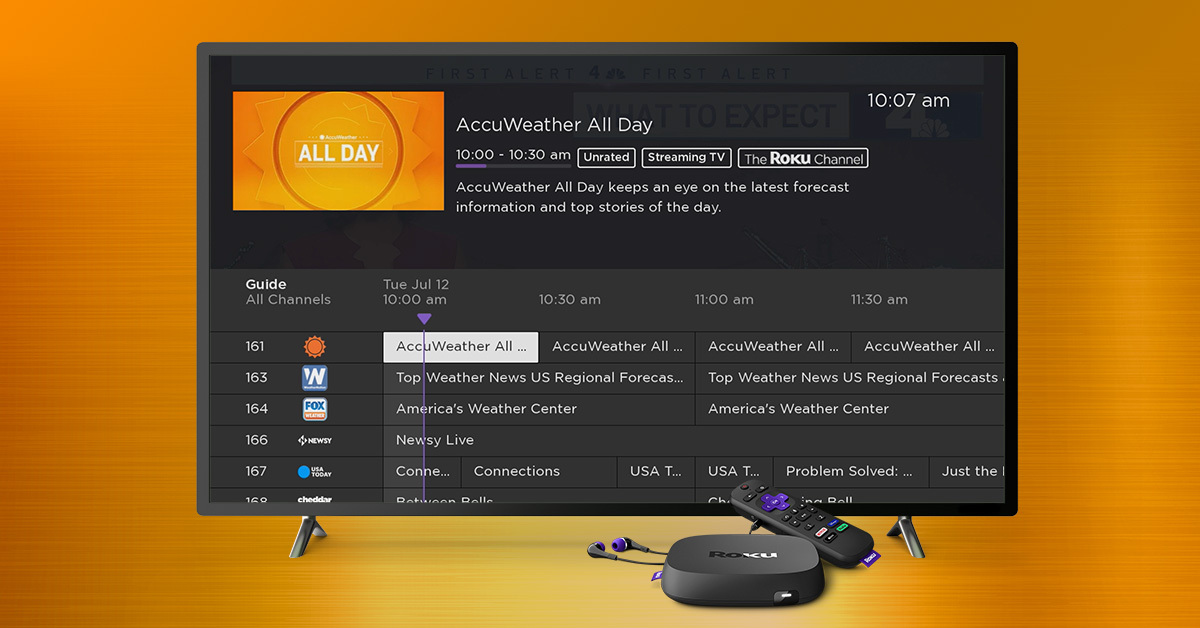 FIRST ALERT 4 FIRST ALERT
WHAT TO EXPECT
4
10:07 am
AccuWeather
ALL DAY
AccuWeather All Day
10:00 - 10:30 am Unrated Streaming TV The Roku Channel
AccuWeather All Day keeps an eye on the latest forecast
information and top stories of the day.
Guide
All Channels
Tue Jul 12
10:00 am 10:30 am 11:00 am 11:30 am
161 AccuWeather All ... AccuWeather All ... AccuWeather All ... AccuWeather All ...
163 W Top Weather News US Regional Forecas... Top Weather News US Regional Forecasts
164 FOX WEATHER America's Weather Center America's Weather Center
166 NEWSY Newsy Live
167 USA TODAY Conne... Connections USA T... USA T... Problem Solved: ... Just the
168 cheddar Between Bells Bell
Roku
Roku